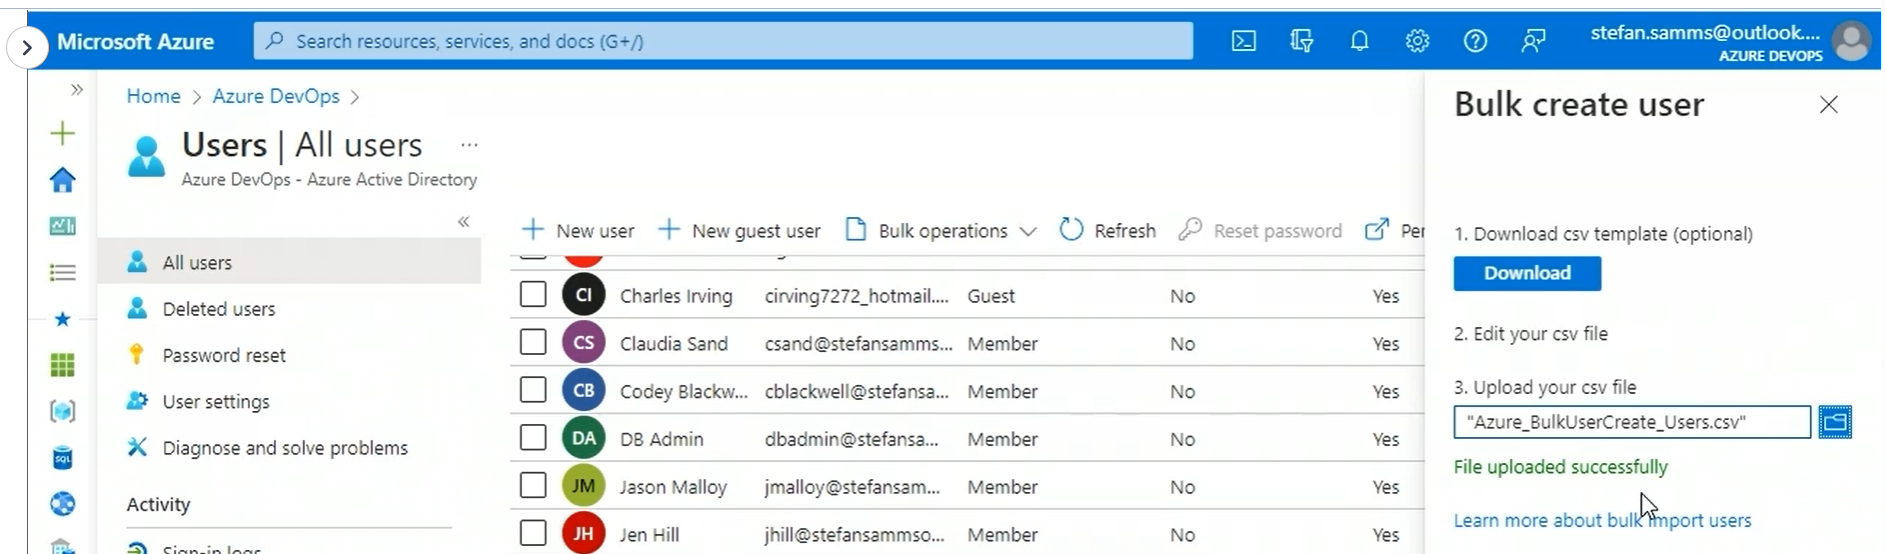 Microsoft Azure
Search resources, services, and docs (G+/)
stefan.samms@outlook....
AZURE DEVOPS
Home > Azure DevOps >
Users | All users ...
Azure DevOps - Azure Active Directory
All users
Deleted users
Password reset
User settings
Diagnose and solve problems
Activity
Sign-in logs
New user
New guest user
Bulk operations
Refresh
Reset password
CI Charles Irving cirving7272_hotmail.... Guest No Yes
CS Claudia Sand csand@stefansamms... Member No Yes
CB Codey Blackw... cblackwell@stefansa... Member No Yes
DA DB Admin dbadmin@stefansa... Member No Yes
JM Jason Malloy jmalloy@stefansam... Member No Yes
JH Jen Hill jhill@stefansammso... Member No Yes
Bulk create user
1. Download csv template (optional)
Download
2. Edit your csv file
3. Upload your csv file
"Azure_BulkUserCreate_Users.csv"
File uploaded successfully
Learn more about bulk import users